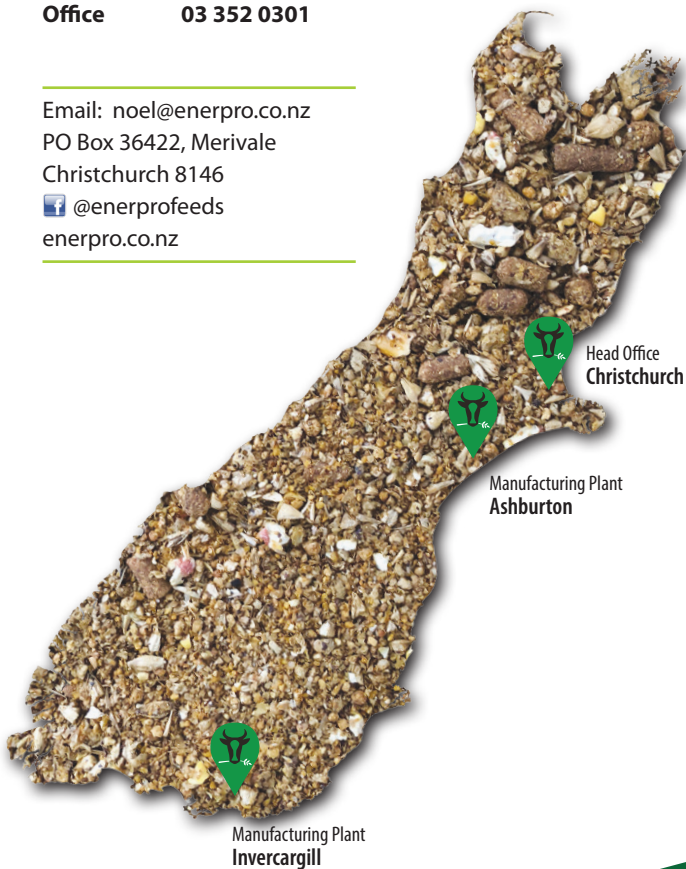 Office 03 352 0301
Email: noel@enerpro.co.nz
PO Box 36422, Merivale
Christchurch 8146
@enerprofeeds
enerpro.co.nz
Head Office
Christchurch
Manufacturing Plant
Ashburton
Manufacturing Plant
Invercargill